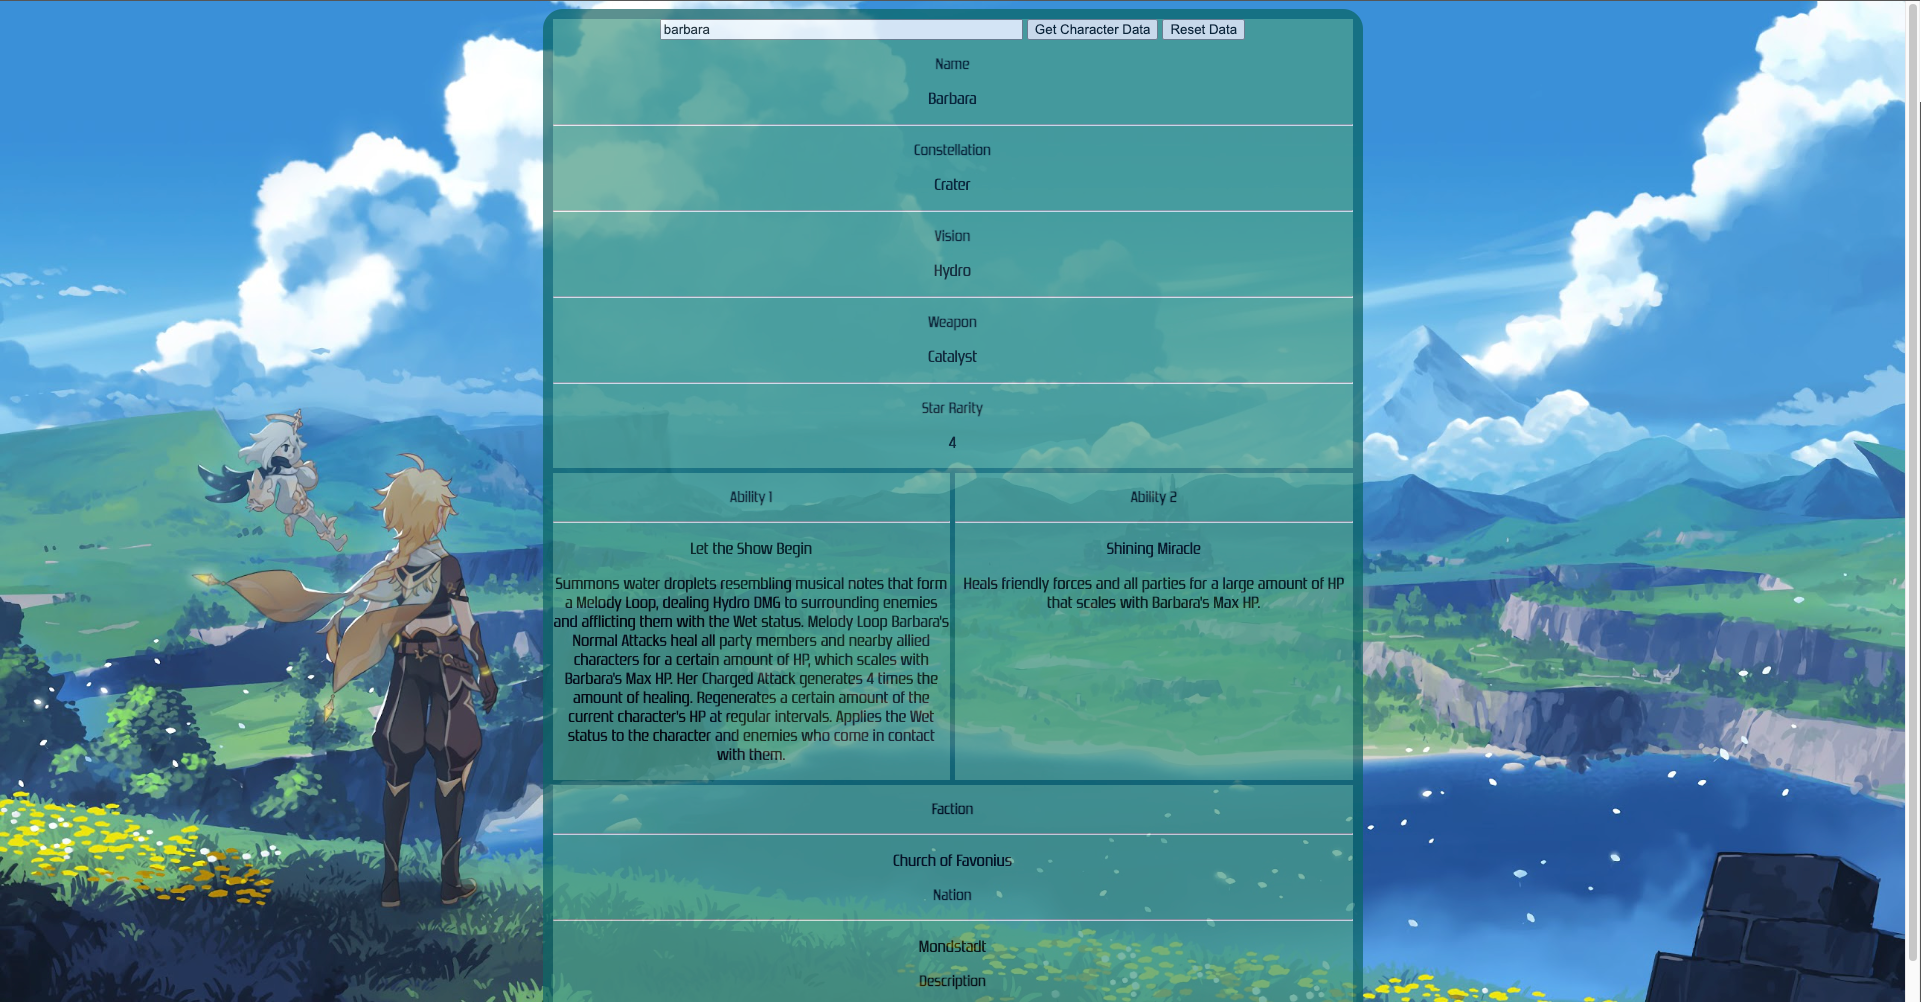 barbara Get Character Data Reset Data
Name
Barbara
Constellation
Crater
Vision
Hydro
Weapon
Catalyst
Star Rarity
4
Ability 1
Let the Show Begin
Summons water droplets resembling musical notes that form
a Melody Loop, dealing Hydro DMG to surrounding enemies
and afflicting them with the Wet status. Melody Loop Barbara's
Normal Attacks heal all party members and nearby allied
characters for a certain amount of HP, which scales with
Barbara's Max HP. Her Charged Attack generates 4 times the
amount of healing. Regenerates a certain amount of the
current character's HP at regular intervals. Applies the Wet
status to the character and enemies who come in contact
with them.
Ability 2
Shining Miracle
Heals friendly forces and all parties for a large amount of HP
that scales with Barbara's Max HP.
Faction
Church of Favonius
Nation
Mondstadt
Description